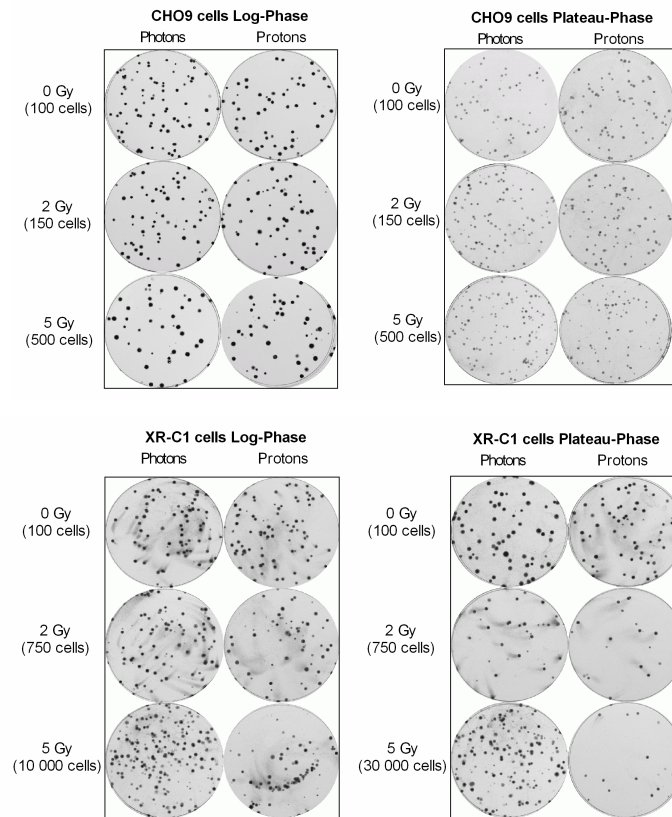 CHO9 cells Log-Phase
Photons Protons
0 Gy
(100 cells)
2 Gy
(150 cells)
5 Gy
(500 cells)
CHO9 cells Plateau-Phase
Photons Protons
0 Gy
(100 cells)
2 Gy
(150 cells)
5 Gy
(500 cells)
XR-C1 cells Log-Phase
Photons Protons
0 Gy
(100 cells)
2 Gy
(750 cells)
5 Gy
(10 000 cells)
XR-C1 cells Plateau-Phase
Photons Protons
0 Gy
(100 cells)
2 Gy
(750 cells)
5 Gy
(30 000 cells)